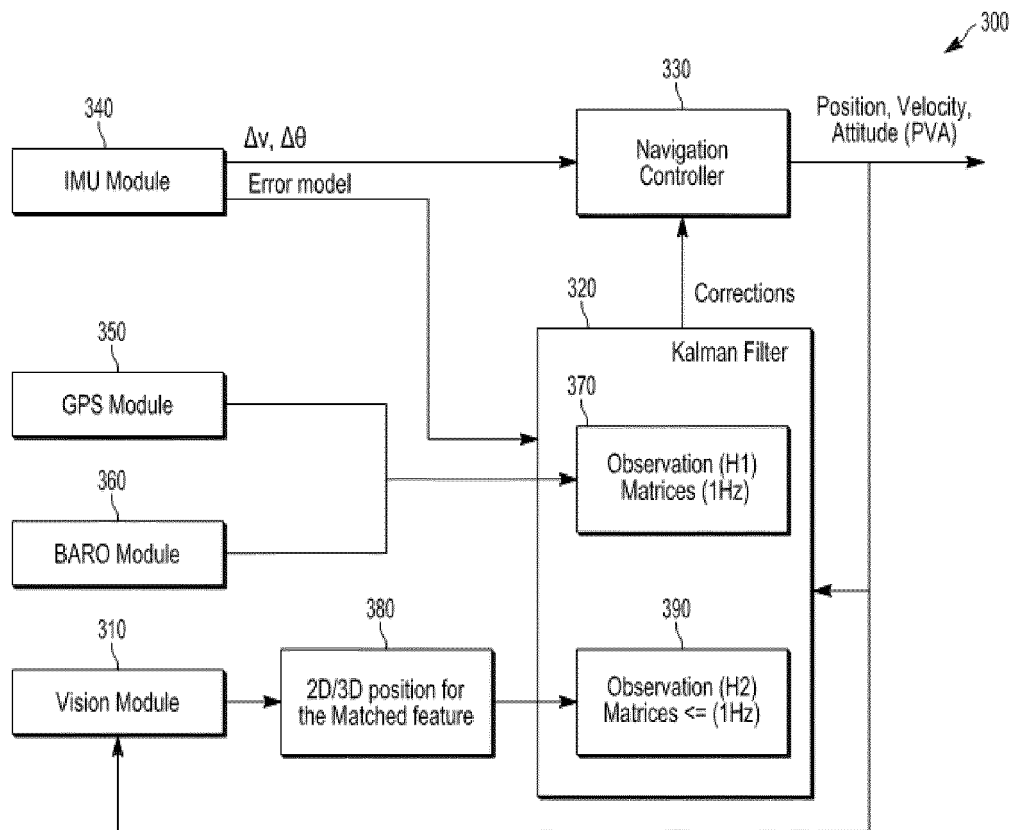 300
330
340
Position, Velocity,
Attitude (PVA)
Δv, Δθ
Navigation
Controller
IMU Module
Error model
320
Corrections
350
Kalman Filter
370
GPS Module
Observation (H1)
Matrices (1Hz)
360
BARO Module
380
390
310
Vision Module
2D/3D position for
the Matched feature
Observation (H2)
Matrices <= (1Hz)